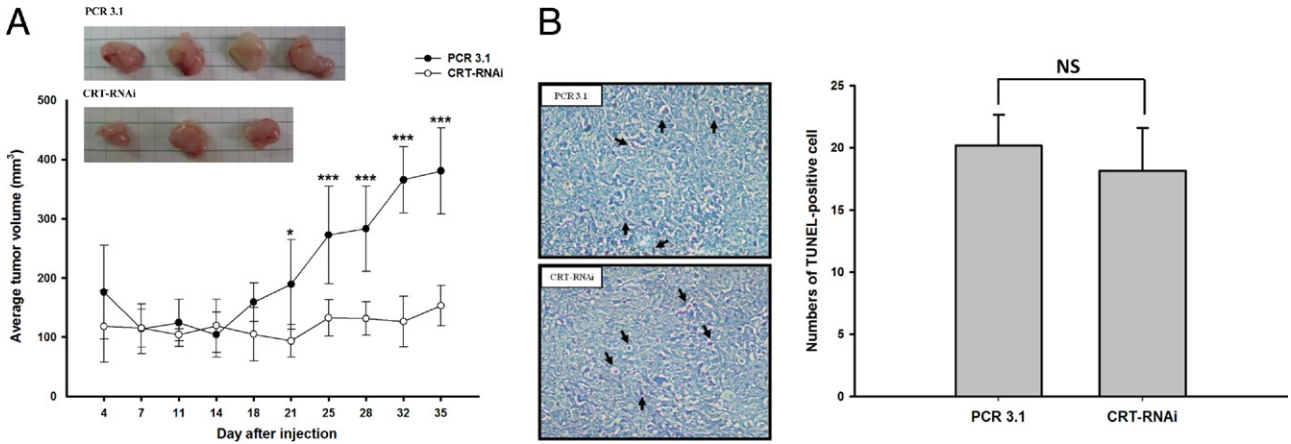 A
PCR 3.1
CRT-RNAi
PCR 3.1
CRT-RNAi
Average tumor volume (mm³)
500
400
300
200
100
0
*
***
***
***
***
4 7 11 14 18 21 25 28 32 35
Day after injection
B
PCR 3.1
CRT-RNAi
Numbers of TUNEL-positive cell
25
20
15
10
5
0
NS
PCR 3.1 CRT-RNAi